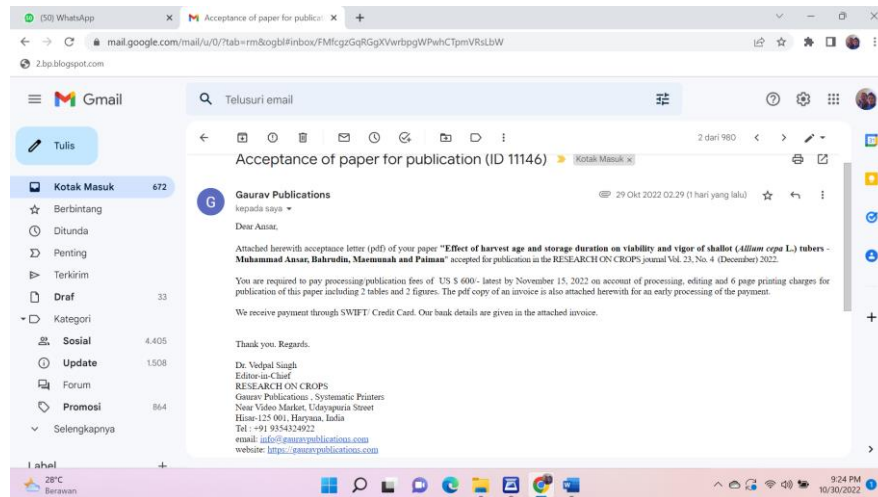 (50) WhatsApp
Acceptance of paper for publicat
mail.google.com/mail/u/0/?tab=rm&ogbl#inbox/FMfcgzGqRGgXVwrbpgWPwhCTpmVRsLbW
2.bp.blogspot.com
Gmail
Telusuri email
Tulis
2 dari 980
Acceptance of paper for publication (ID 11146)
Kotak Masuk x
Kotak Masuk 672
Berbintang
Ditunda
Penting
Terkirim
Draf 33
Kategori
Sosial 4.405
Update 1.508
Forum
Promosi 864
Selengkapnya
Label
G
Gaurav Publications
29 Okt 2022 02.29 (1 hari yang lalu)
kepada saya
Dear Ansar,
Attached herewith acceptance letter (pdf) of your paper "Effect of harvest age and storage duration on viability and vigor of shallot (Allium cepa L.) tubers -
Muhammad Ansar, Bahrudin, Maemunah and Paiman" accepted for publication in the RESEARCH ON CROPS journal Vol. 23, No. 4 (December) 2022.
You are required to pay processing/publication fees of US $ 600/- latest by November 15, 2022 on account of processing, editing and 6 page printing charges for
publication of this paper including 2 tables and 2 figures. The pdf copy of an invoice is also attached herewith for an early processing of the payment.
We receive payment through SWIFT/ Credit Card. Our bank details are given in the attached invoice.
Thank you. Regards.
Dr. Vedpal Singh
Editor-in-Chief
RESEARCH ON CROPS
Gaurav Publications , Systematic Printers
Near Video Market, Udayapuria Street
Hisar-125 001, Haryana, India
Tel : +91 9354324922
email: info@gauravpublications.com
website: https://gauravpublications.com
28°C
Berawan
9:24 PM
10/30/2022